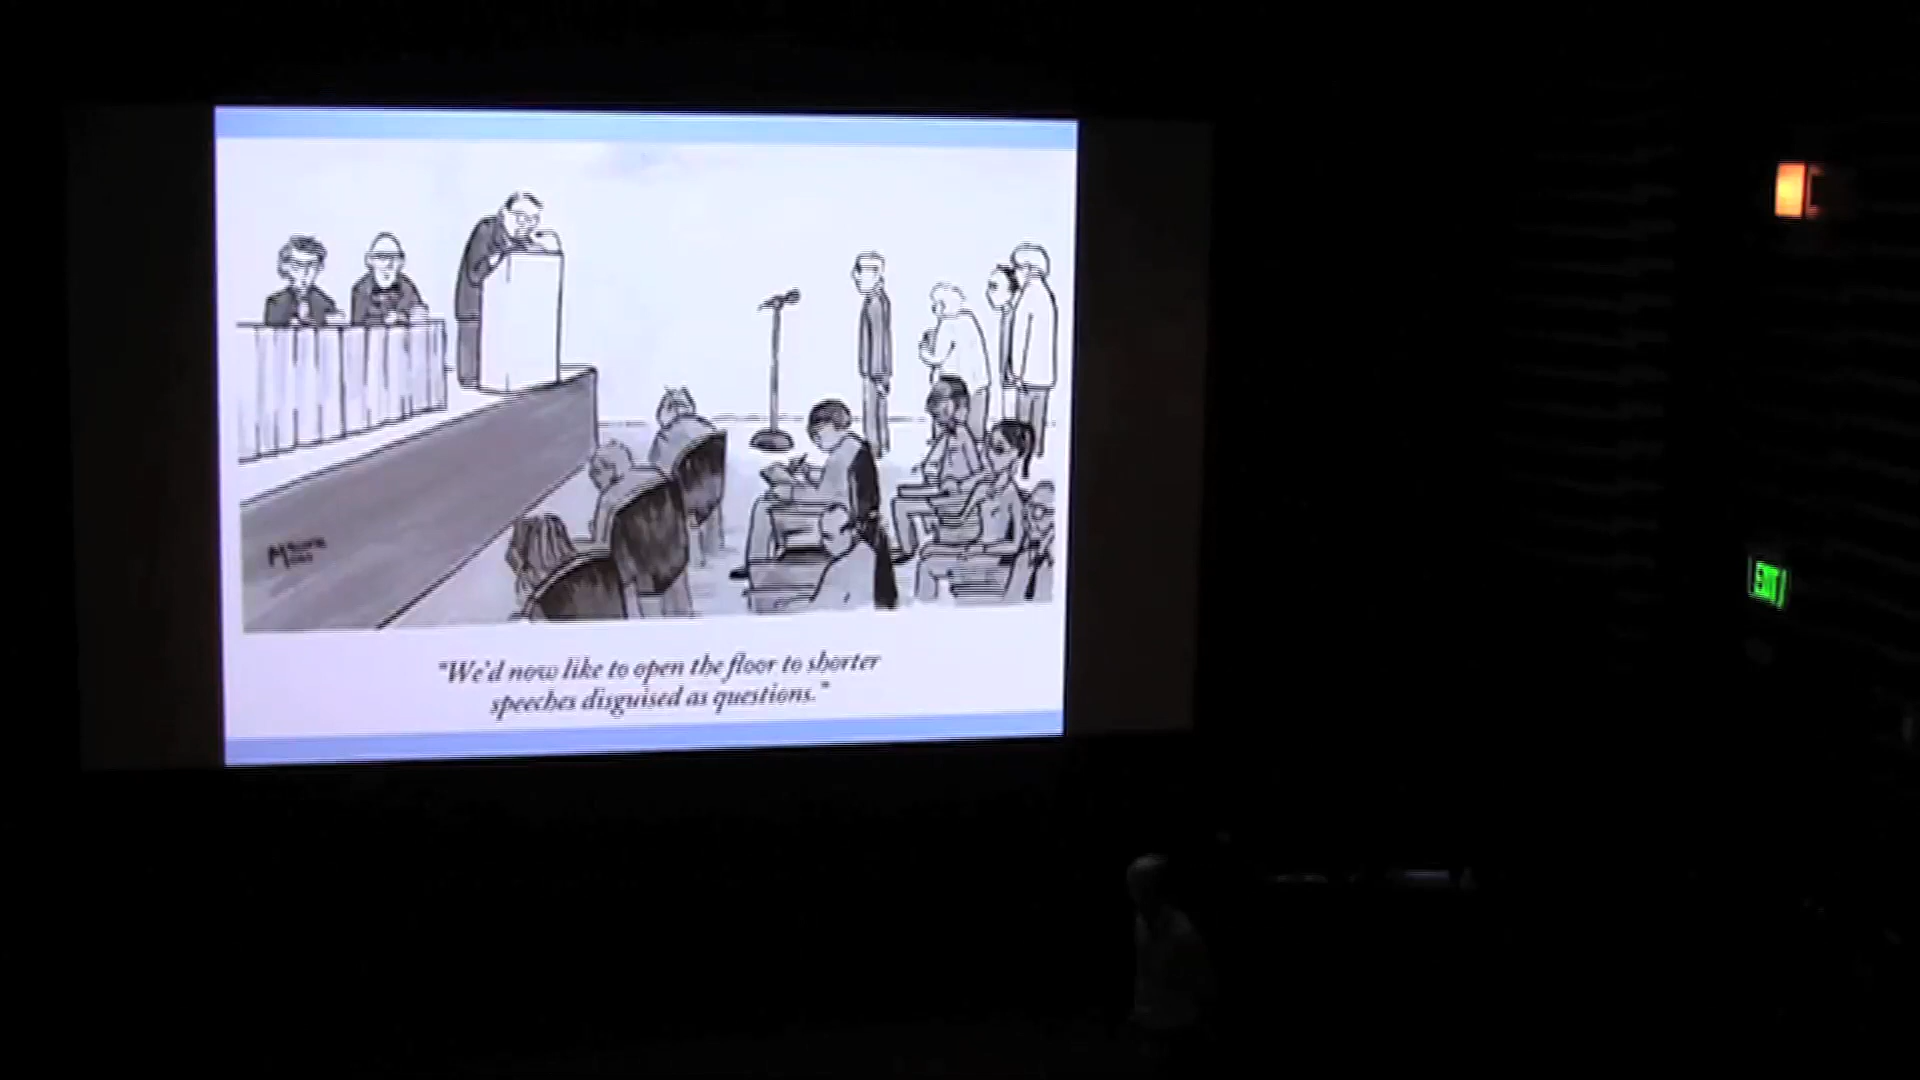 "We'd now like to open the floor to shorter
speeches disguised as questions."
EXIT